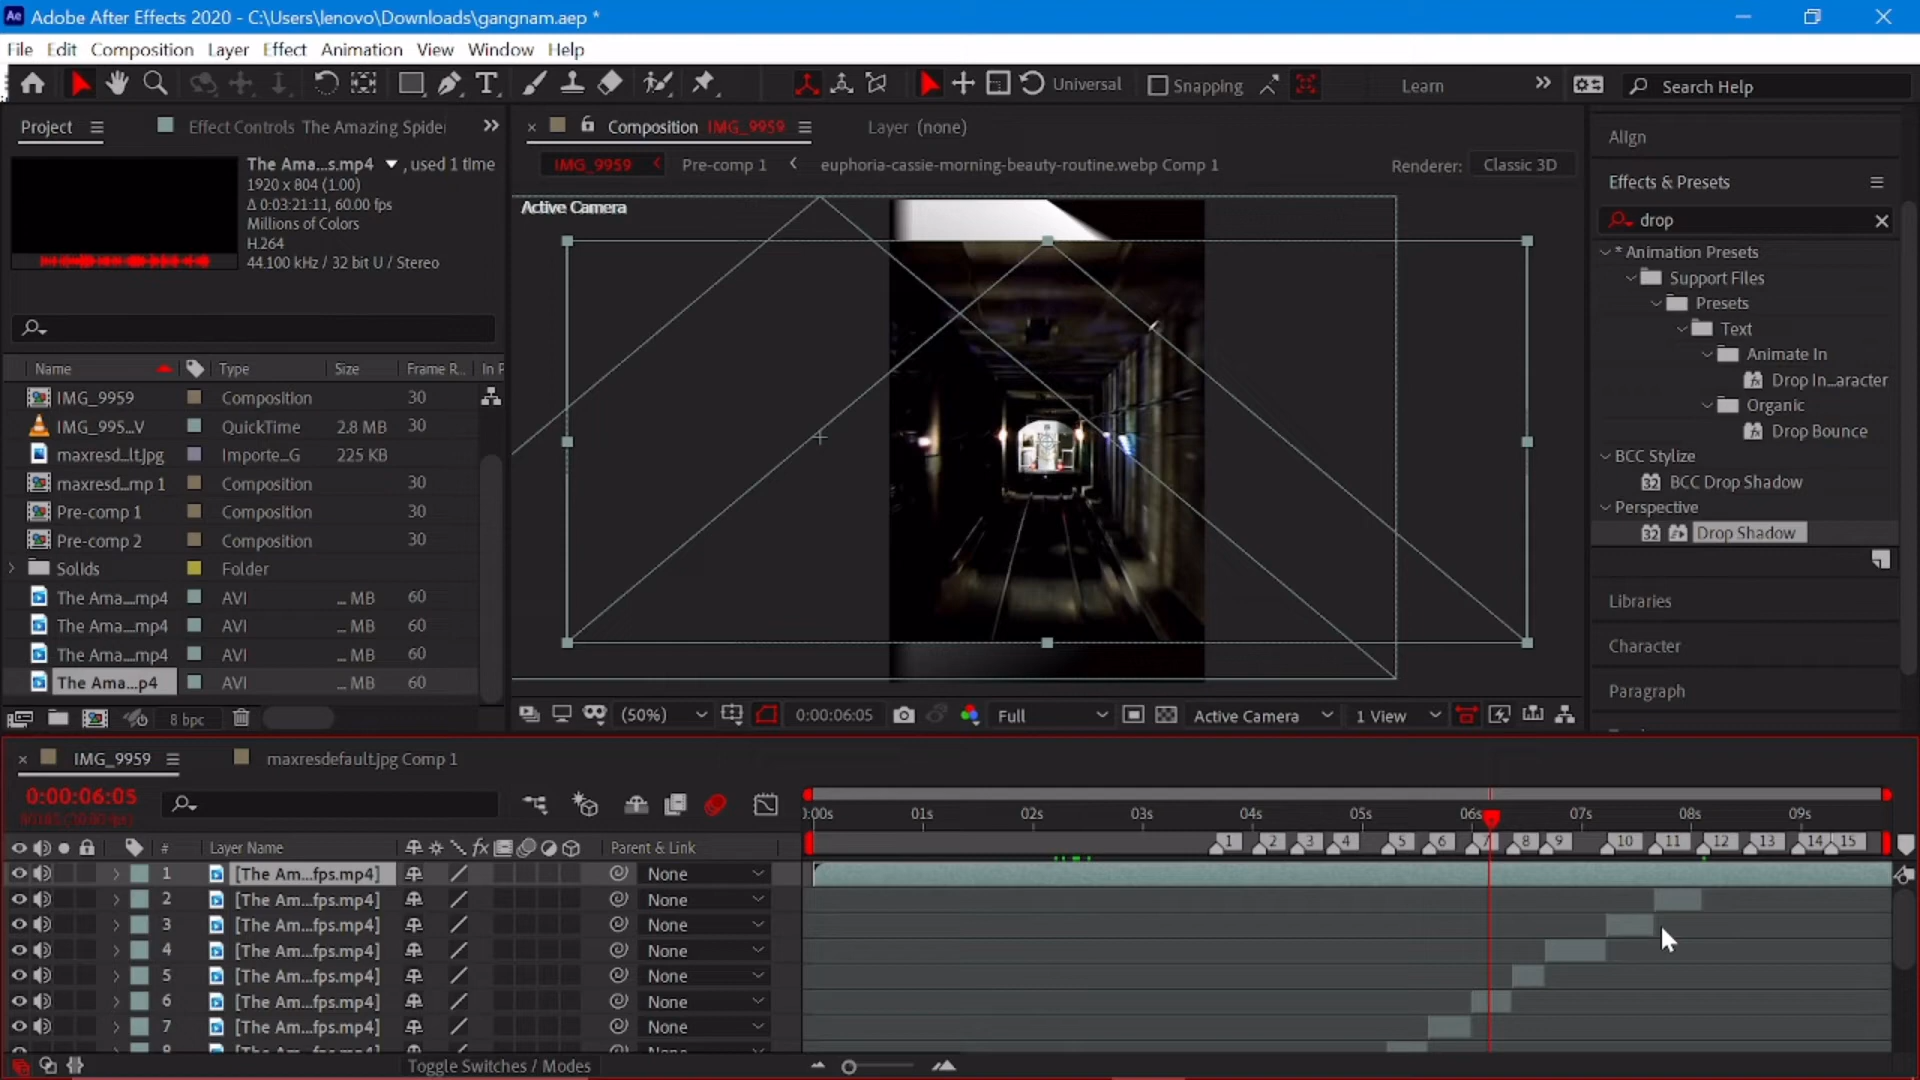 Adobe After Effects 2020 - C:\Users\lenovo\Downloads\gangnam.aep *
File Edit Composition Layer Effect Animation View Window Help
Universal Snapping Learn Search Help
Project Effect Controls The Amazing Spide Composition IMG_9959 Layer (none) Align
The Ama...s.mp4 , used 1 time
1920 x 804 (1.00)
Δ 0:03:21:11, 60.00 fps
Millions of Colors
H.264
44.100 kHz / 32 bit U / Stereo
IMG_9959 Pre-comp 1 euphoria-cassie-morning-beauty-routine.webp Comp 1 Renderer: Classic 3D
Active Camera
Effects & Presets
drop
* Animation Presets
Support Files
Presets
Text
Animate In
Drop In...aracter
Organic
Drop Bounce
BCC Stylize
BCC Drop Shadow
Perspective
Drop Shadow
Libraries
Character
Paragraph
Name Type Size Frame R... In P
IMG_9959 Composition 30
IMG_995...V QuickTime 2.8 MB 30
maxresd...lt.jpg Importe...G 225 KB
maxresd...mp 1 Composition 30
Pre-comp 1 Composition 30
Pre-comp 2 Composition 30
Solids Folder
The Ama...mp4 AVI ... MB 60
The Ama...mp4 AVI ... MB 60
The Ama...mp4 AVI ... MB 60
The Ama...p4 AVI ... MB 60
8 bpc (50%) 0:00:06:05 Full Active Camera 1 View
IMG_9959 maxresdefault.jpg Comp 1
0:00:06:05
:00s 01s 02s 03s 04s 05s 06s 07s 08s 09s
# Layer Name fx Parent & Link 1 2 3 4 5 6 7 8 9 10 11 12 13 14 15
1 [The Am...fps.mp4] None
2 [The Am...fps.mp4] None
3 [The Am...fps.mp4] None
4 [The Am...fps.mp4] None
5 [The Am...fps.mp4] None
6 [The Am...fps.mp4] None
7 [The Am...fps.mp4] None
Toggle Switches / Modes